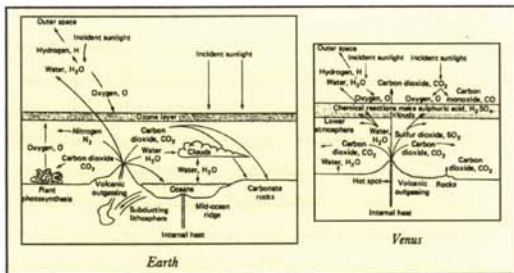 Outer space
Incident sunlight
Hydrogen, H
Water, H₂O
Oxygen, O
Incident sunlight
Ozone layer
Nitrogen
N₂
Oxygen, O
Carbon dioxide, CO₂
Carbon
dioxide, CO₂
Water
H₂O
Clouds
Water
H₂O
Plant
photosynthesis
Volcanic
outgassing
Oceans
Carbonate
rocks
Subducting
lithosphere
Mid-ocean
ridge
Internal heat
Earth
Outer space
Incident
sunlight
Incident
sunlight
Hydrogen, H
Water, H₂O
Carbon dioxide, CO₂
Oxygen, O
Oxygen, O
Carbon
monoxide, CO
Chemical reactions make sulphuric acid, H₂SO₄
clouds
Lower
atmosphere
Water
H₂O
Sulfur dioxide, SO₂
Carbon
dioxide, CO₂
Carbon
dioxide, CO₂
Water, H₂O
Hot spot
Volcanic
outgassing
Rocks
Internal heat
Venus